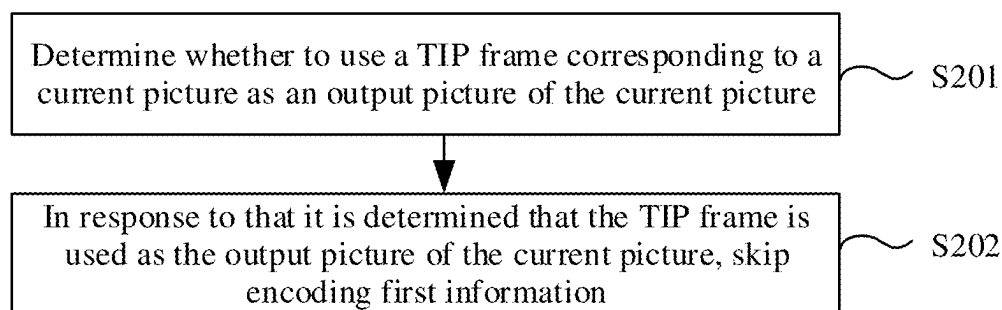 Determine whether to use a TIP frame corresponding to a
current picture as an output picture of the current picture
S201
In response to that it is determined that the TIP frame is
used as the output picture of the current picture, skip
encoding first information
S202